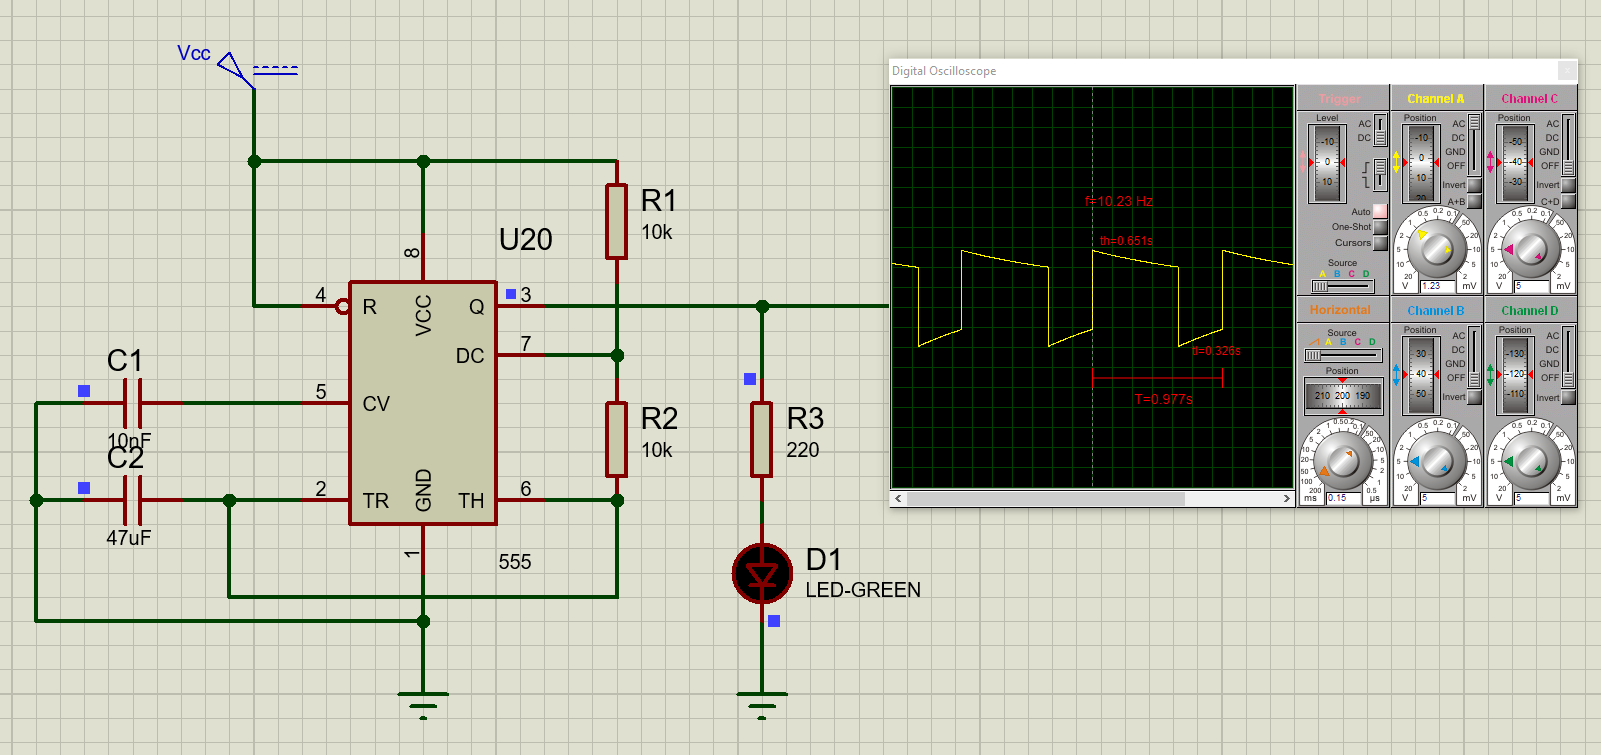 Vcc
R1
10k
U20
8
4
R
VCC
Q
3
DC
7
C1
10nF
5
CV
R2
10k
R3
220
C2
47uF
2
TR
GND
TH
6
1
555
D1
LED-GREEN
Digital Oscilloscope
f=10.23 Hz
th=0.651s
tl=0.326s
T=0.977s
Trigger
Level
-10
0
10
AC
DC
Auto
One-Shot
Cursors
Source
A B C D
Channel A
Position
-10
0
10
20
AC
DC
GND
OFF
Invert
A+B
V
1.23
mV
Channel C
Position
-50
-40
-30
AC
DC
GND
OFF
Invert
C+D
V
5
mV
Horizontal
Source
A B C D
Position
210 200 190
ms
0.15
µs
Channel B
Position
30
40
50
AC
DC
GND
OFF
Invert
V
5
mV
Channel D
Position
-130
-120
-110
AC
DC
GND
OFF
Invert
V
5
mV